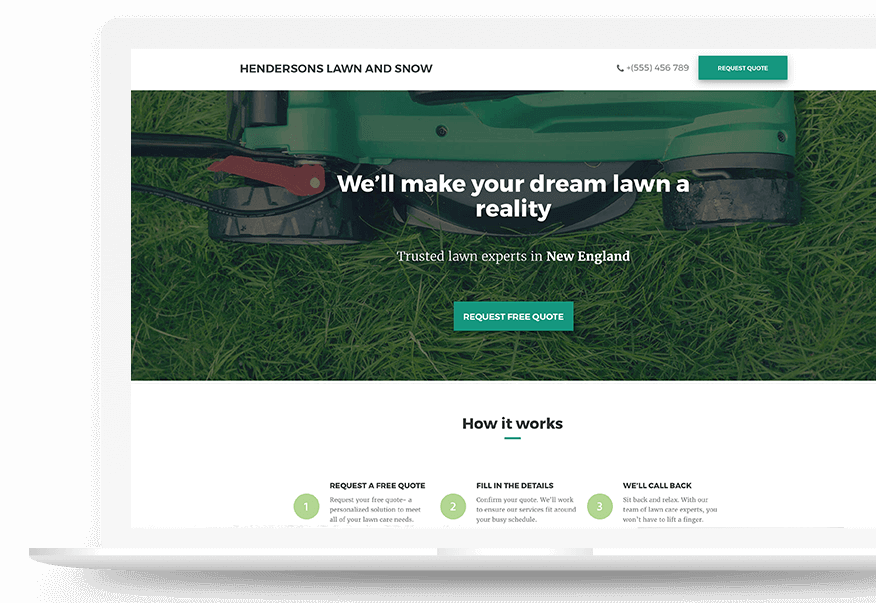 HENDERSONS LAWN AND SNOW
+(555) 456 789
REQUEST QUOTE
We’ll make your dream lawn a
reality
Trusted lawn experts in New England
REQUEST FREE QUOTE
How it works
1
REQUEST A FREE QUOTE
Request your free quote- a
personalized solution to meet
all of your lawn care needs.
2
FILL IN THE DETAILS
Confirm your quote. We’ll work
to ensure our services fit around
your busy schedule.
3
WE’LL CALL BACK
Sit back and relax. With our
team of lawn care experts, you
won’t have to lift a finger.